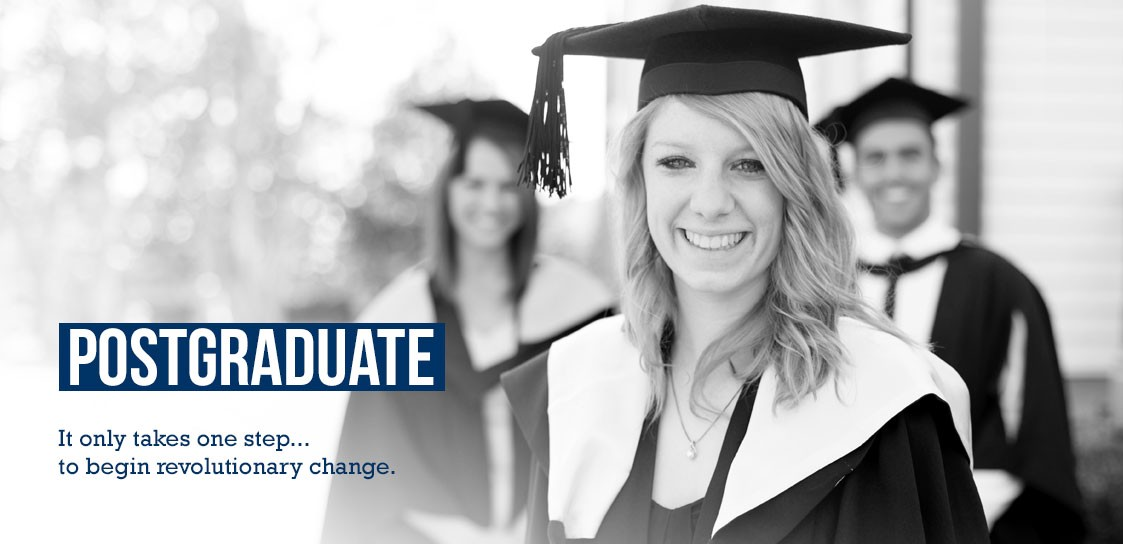 POSTGRADUATE
It only takes one step...
to begin revolutionary change.